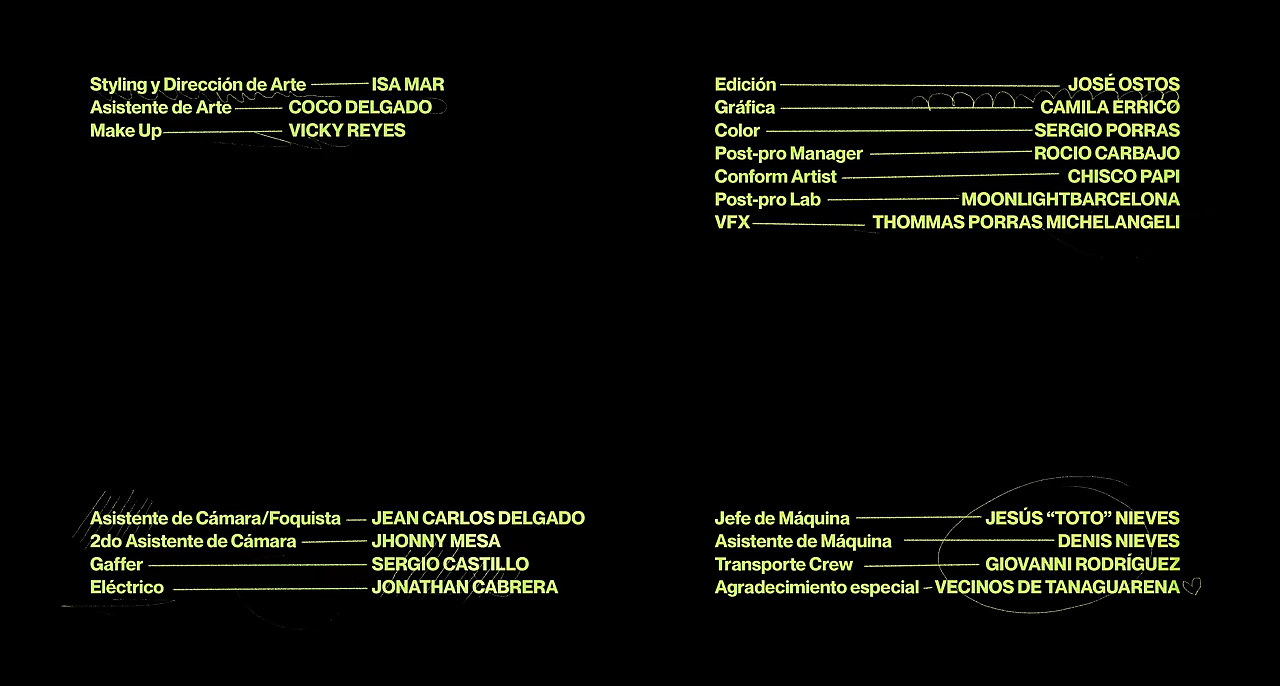 Styling y Dirección de Arte ISA MAR
Asistente de Arte COCO DELGADO
Make Up VICKY REYES
Edición JOSÉ OSTOS
Gráfica CAMILA ERRICO
Color SERGIO PORRAS
Post-pro Manager ROCIO CARBAJO
Conform Artist CHISCO PAPI
Post-pro Lab MOONLIGHTBARCELONA
VFX THOMMAS PORRAS MICHELANGELI
Asistente de Cámara/Foquista JEAN CARLOS DELGADO
2do Asistente de Cámara JHONNY MESA
Gaffer SERGIO CASTILLO
Eléctrico JONATHAN CABRERA
Jefe de Máquina JESÚS “TOTO” NIEVES
Asistente de Máquina DENIS NIEVES
Transporte Crew GIOVANNI RODRÍGUEZ
Agradecimiento especial VECINOS DE TANAGUARENA